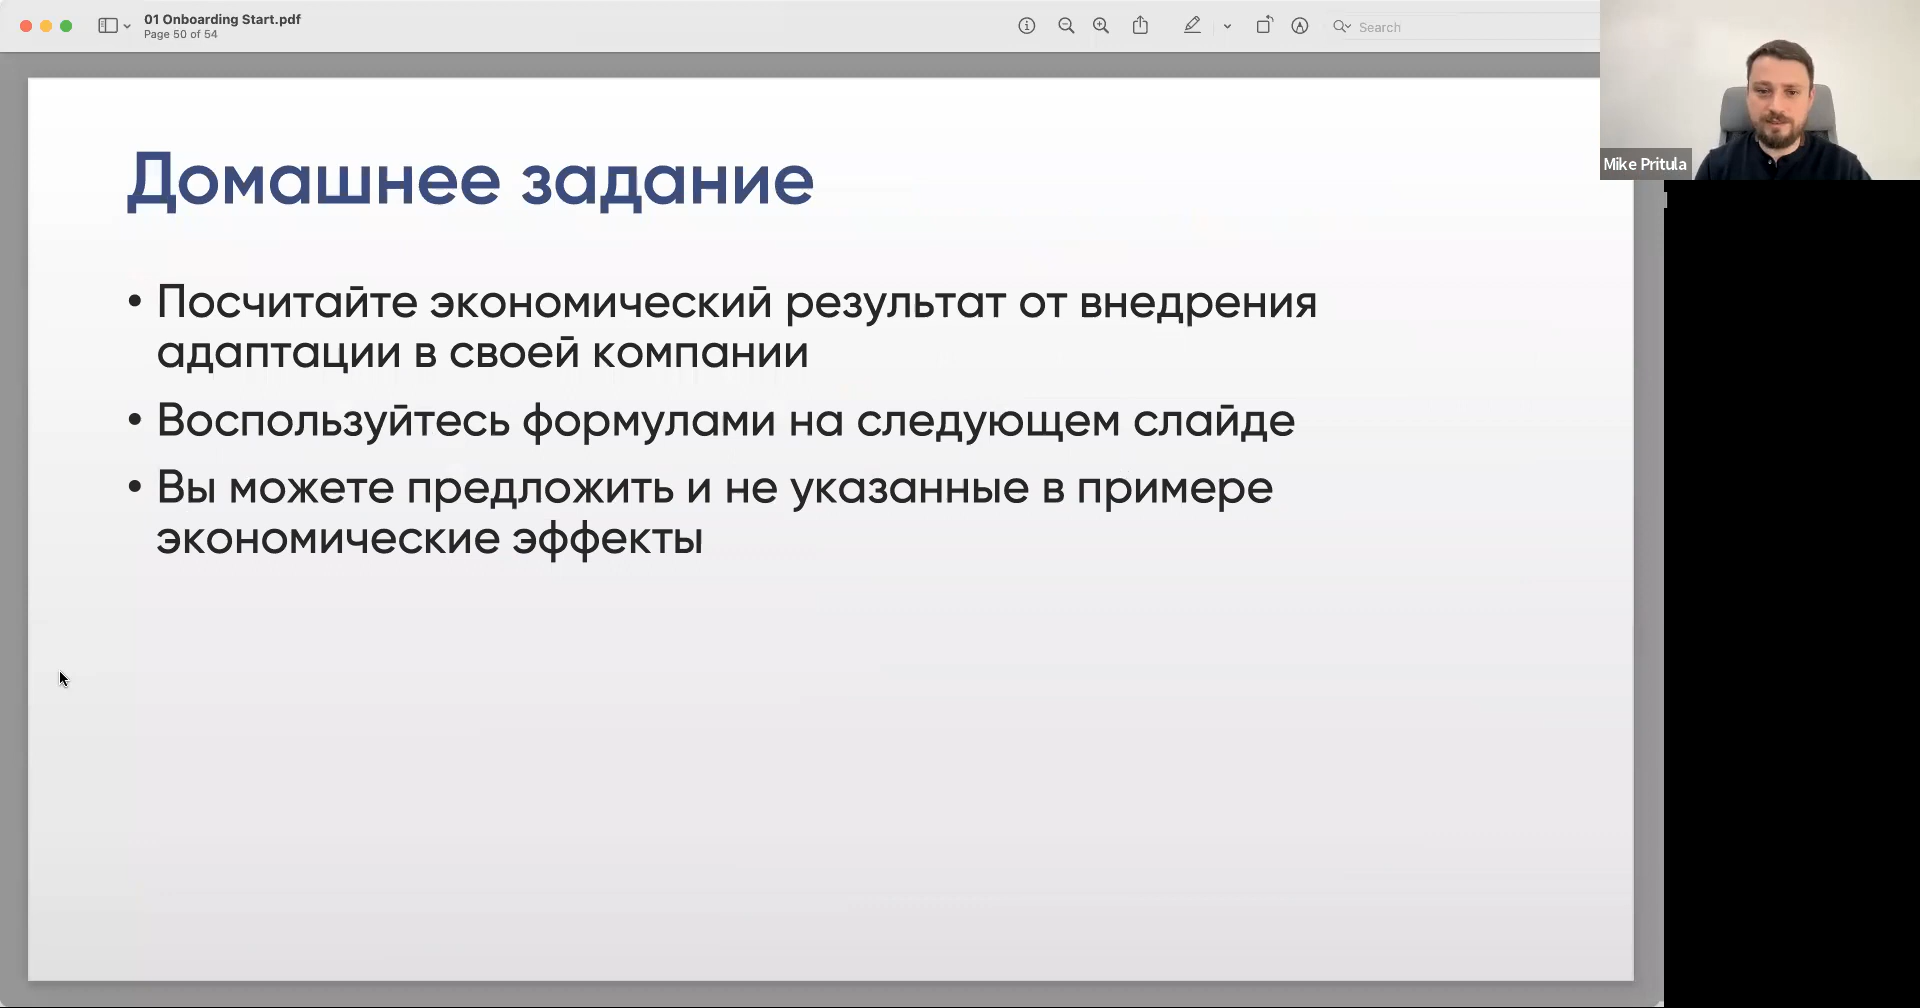 01 Onboarding Start.pdf
Page 50 of 54
Search
Mike Pritula
Домашнее задание
• Посчитайте экономический результат от внедрения
адаптации в своей компании
• Воспользуйтесь формулами на следующем слайде
• Вы можете предложить и не указанные в примере
экономические эффекты